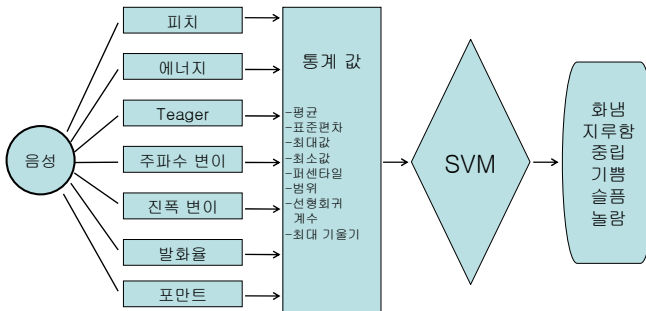 음성
피치
에너지
Teager
주파수 변이
진폭 변이
발화율
포만트
통계 값
-평균
-표준편차
-최대값
-최소값
-퍼센타일
-범위
-선형회귀
계수
-최대 기울기
SVM
화냄
지루함
중립
기쁨
슬픔
놀람